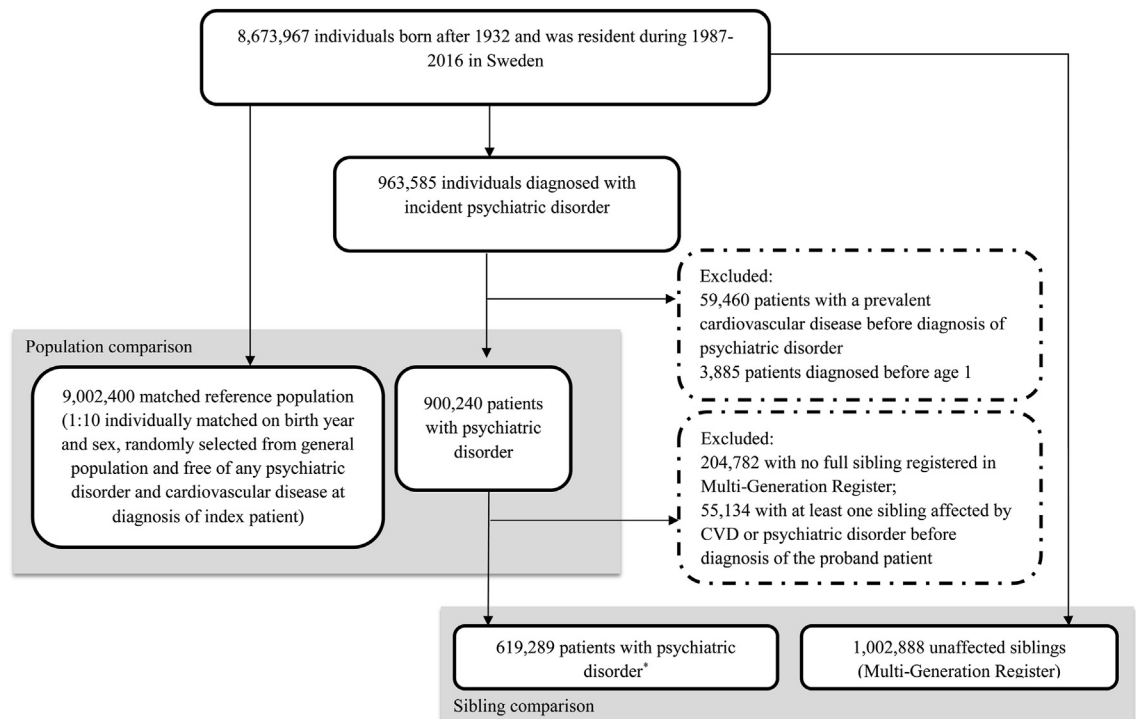 8,673,967 individuals born after 1932 and was resident during 1987-
2016 in Sweden
963,585 individuals diagnosed with
incident psychiatric disorder
Excluded:
59,460 patients with a prevalent
cardiovascular disease before diagnosis of
psychiatric disorder
3,885 patients diagnosed before age 1
Population comparison
9,002,400 matched reference population
(1:10 individually matched on birth year
and sex, randomly selected from general
population and free of any psychiatric
disorder and cardiovascular disease at
diagnosis of index patient)
900,240 patients
with psychiatric
disorder
Excluded:
204,782 with no full sibling registered in
Multi-Generation Register;
55,134 with at least one sibling affected by
CVD or psychiatric disorder before
diagnosis of the proband patient
619,289 patients with psychiatric
disorder*
1,002,888 unaffected siblings
(Multi-Generation Register)
Sibling comparison